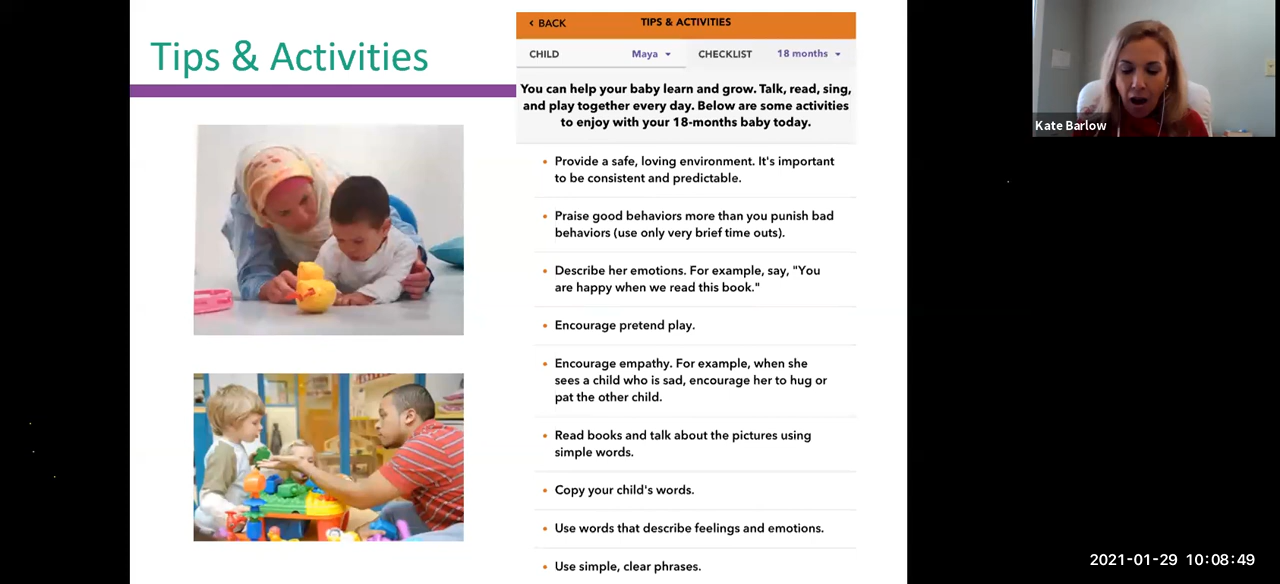 Tips & Activities
< BACK
TIPS & ACTIVITIES
CHILD
Maya
CHECKLIST
18 months
You can help your baby learn and grow. Talk, read, sing,
and play together every day. Below are some activities
to enjoy with your 18-months baby today.
• Provide a safe, loving environment. It's important
to be consistent and predictable.
• Praise good behaviors more than you punish bad
behaviors (use only very brief time outs).
• Describe her emotions. For example, say, "You
are happy when we read this book."
• Encourage pretend play.
• Encourage empathy. For example, when she
sees a child who is sad, encourage her to hug or
pat the other child.
• Read books and talk about the pictures using
simple words.
• Copy your child's words.
• Use words that describe feelings and emotions.
• Use simple, clear phrases.
Kate Barlow
2021-01-29 10:08:49